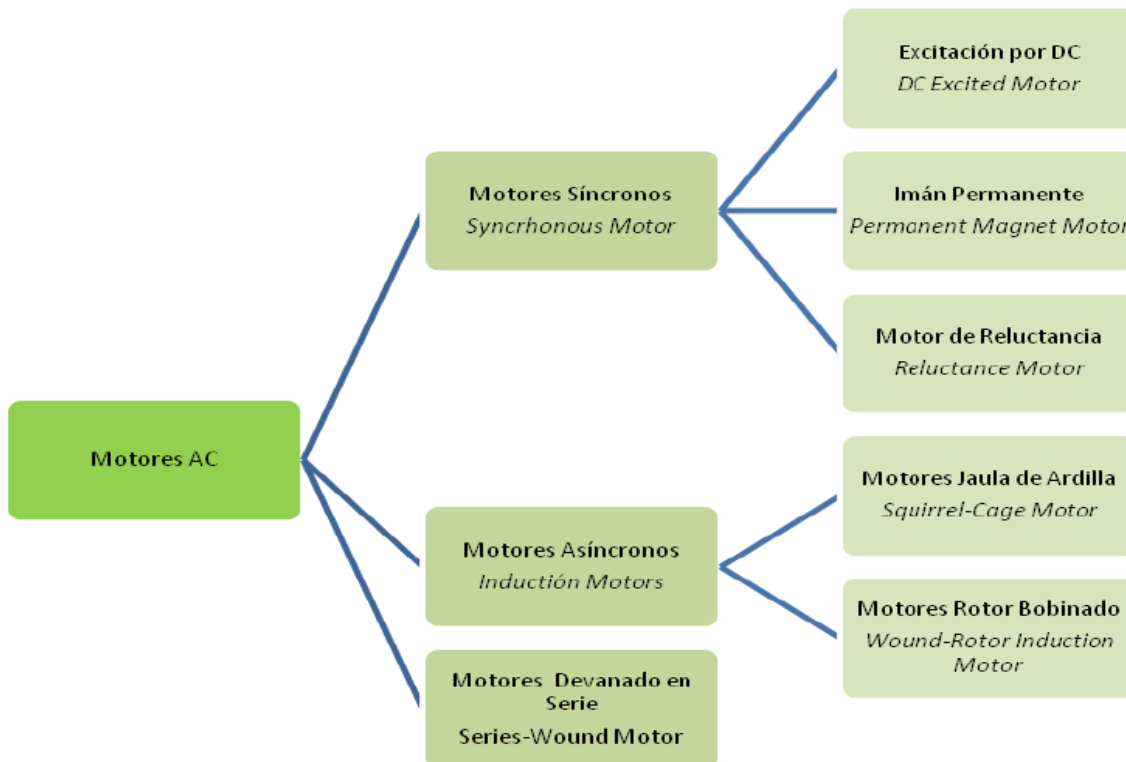 Motores AC
Motores Síncronos
Syncrhonous Motor
Excitación por DC
DC Excited Motor
Imán Permanente
Permanent Magnet Motor
Motor de Reluctancia
Reluctance Motor
Motores Asíncronos
Inductión Motors
Motores Jaula de Ardilla
Squirrel-Cage Motor
Motores Rotor Bobinado
Wound-Rotor Induction
Motor
Motores Devanado en
Serie
Series-Wound Motor